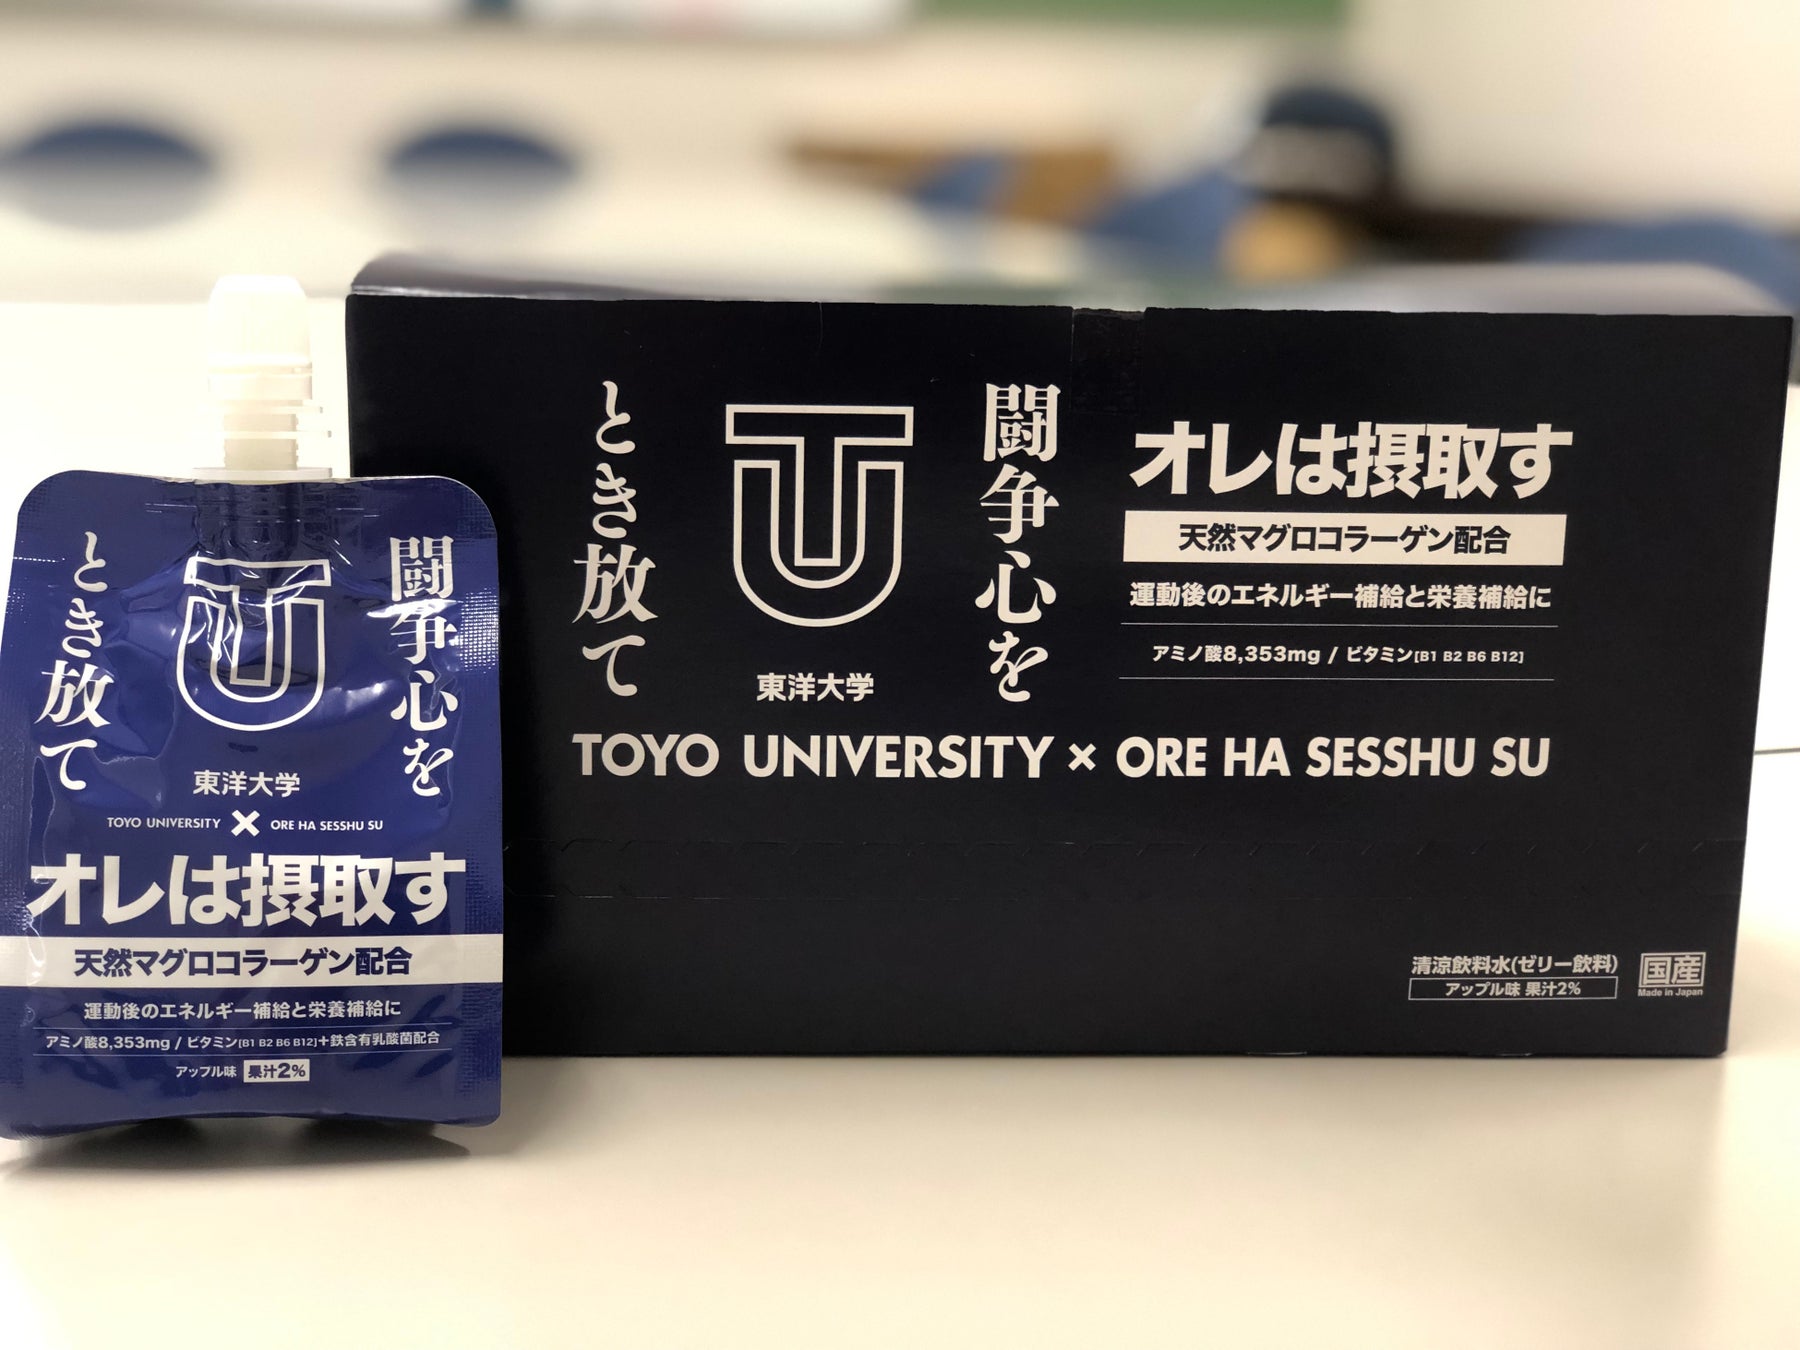 闘争心を
とき放て
東洋大学
TOYO UNIVERSITY × ORE HA SESSHU SU
オレは摂取す
天然マグロコラーゲン配合
運動後のエネルギー補給と栄養補給に
アミノ酸8,353mg / ビタミン[B1 B2 B6 B12]+鉄含有乳酸菌配合
アップル味 果汁2%
闘争心を
とき放て
東洋大学
オレは摂取す
天然マグロコラーゲン配合
運動後のエネルギー補給と栄養補給に
アミノ酸8,353mg / ビタミン[B1 B2 B6 B12]
TOYO UNIVERSITY × ORE HA SESSHU SU
清涼飲料水(ゼリー飲料)
アップル味 果汁2%
国産
Made in Japan